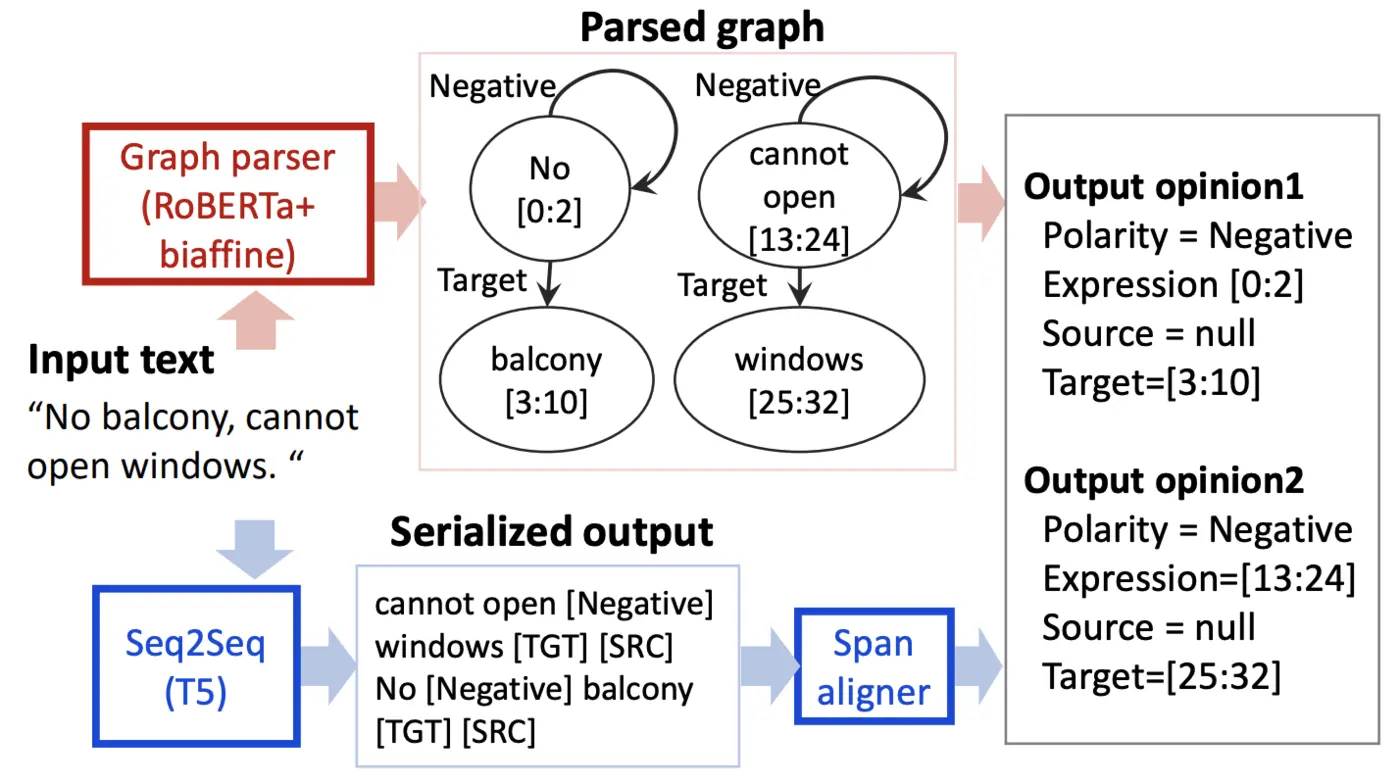 Parsed graph
Graph parser
(RoBERTa+
biaffine)
Negative
No
[0:2]
Target
balcony
[3:10]
Negative
cannot
open
[13:24]
Target
windows
[25:32]
Input text
“No balcony, cannot
open windows. “
Seq2Seq
(T5)
Serialized output
cannot open [Negative]
windows [TGT] [SRC]
No [Negative] balcony
[TGT] [SRC]
Span
aligner
Output opinion1
Polarity = Negative
Expression [0:2]
Source = null
Target=[3:10]
Output opinion2
Polarity = Negative
Expression=[13:24]
Source = null
Target=[25:32]